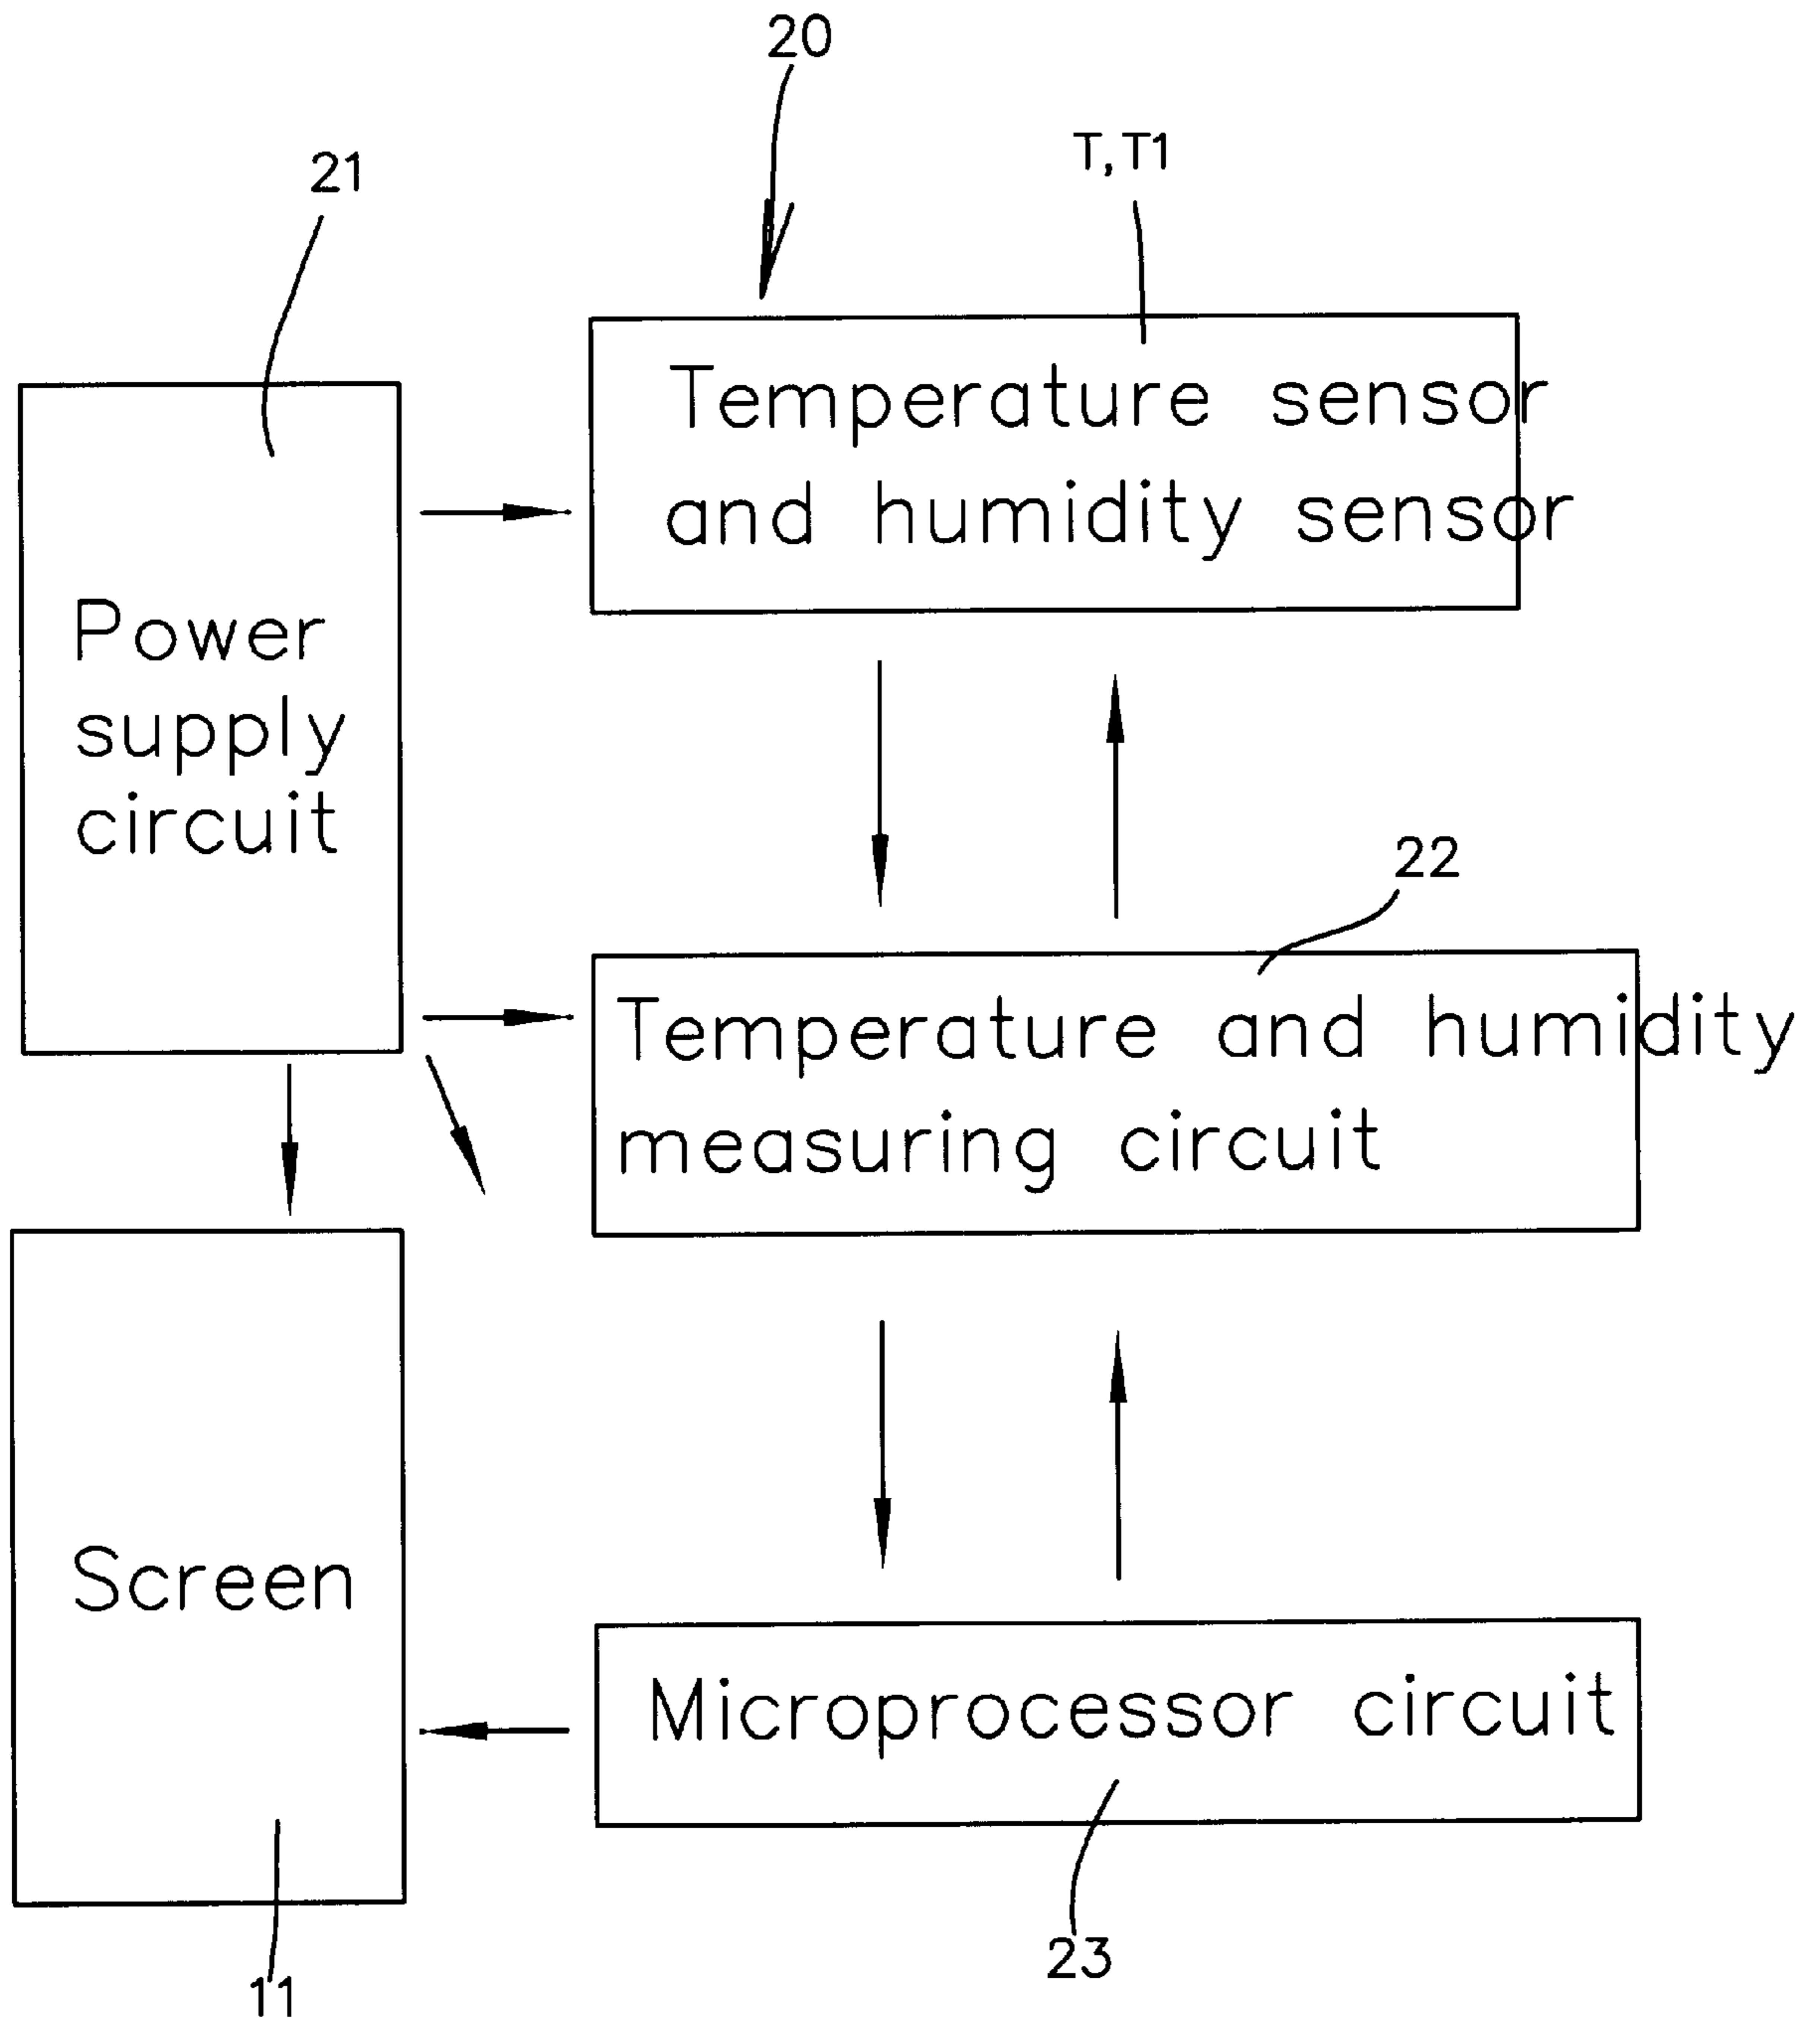 20
T,T1
21
Temperature sensor
and humidity sensor
Power
supply
circuit
22
Temperature and humidity
measuring circuit
Screen
Microprocessor circuit
23
11